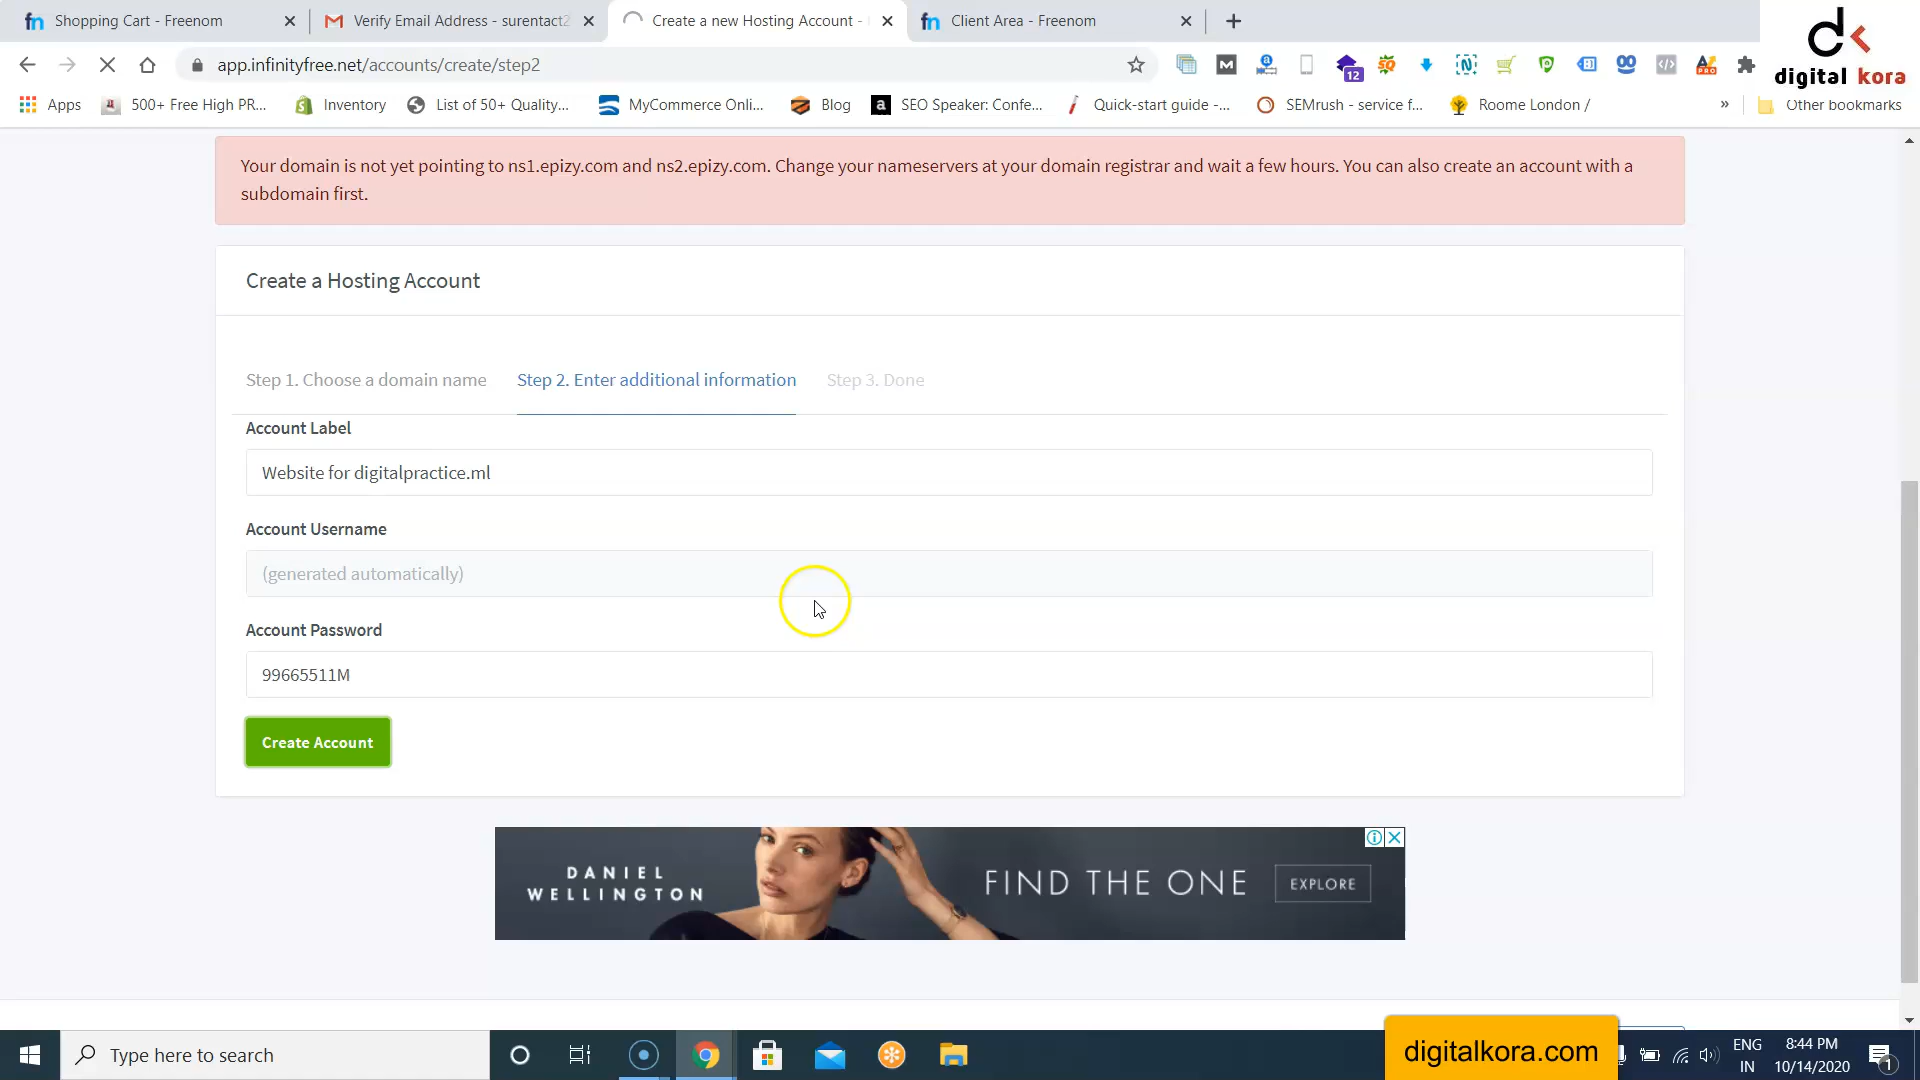 Shopping Cart - Freenom
Verify Email Address - surentact2
Create a new Hosting Account -
Client Area - Freenom
app.infinityfree.net/accounts/create/step2
12
digital kora
Apps
500+ Free High PR...
Inventory
List of 50+ Quality...
MyCommerce Onli...
Blog
SEO Speaker: Confe...
Quick-start guide -...
SEMrush - service f...
Roome London /
»
Other bookmarks
Your domain is not yet pointing to ns1.epizy.com and ns2.epizy.com. Change your nameservers at your domain registrar and wait a few hours. You can also create an account with a
subdomain first.
Create a Hosting Account
Step 1. Choose a domain name
Step 2. Enter additional information
Step 3. Done
Account Label
Website for digitalpractice.ml
Account Username
(generated automatically)
Account Password
99665511M
Create Account
DANIEL
WELLINGTON
FIND THE ONE
EXPLORE
Type here to search
digitalkora.com
ENG
IN
8:44 PM
10/14/2020
1